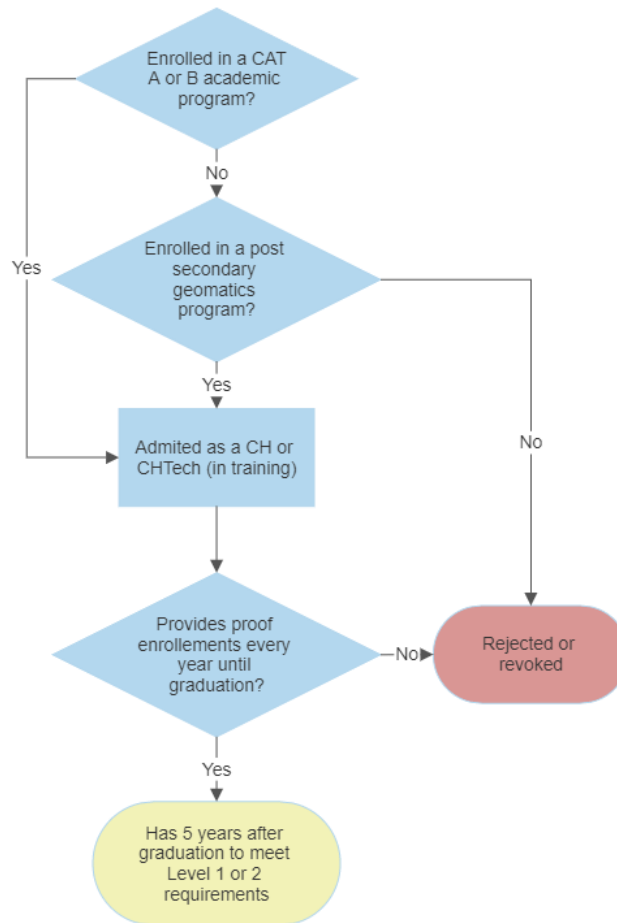 Enrolled in a CAT
A or B academic
program?
No
Enrolled in a post
secondary
geomatics
program?
Yes
Yes
Admited as a CH or
CHTech (in training)
No
Provides proof
enrollements every
year until
graduation?
No
Rejected or
revoked
Yes
Has 5 years after
graduation to meet
Level 1 or 2
requirements